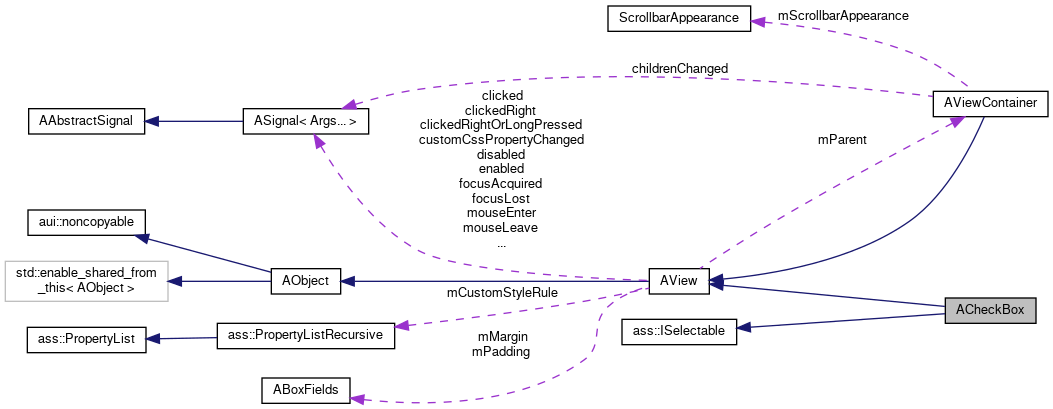 ScrollbarAppearance
mScrollbarAppearance
childrenChanged
AViewContainer
AAbstractSignal
ASignal< Args... >
clicked
clickedRight
clickedRightOrLongPressed
customCssPropertyChanged
disabled
enabled
focusAcquired
focusLost
mouseEnter
mouseLeave
...
mParent
aui::noncopyable
std::enable_shared_from
_this< AObject >
AObject
AView
mCustomStyleRule
ACheckBox
ass::ISelectable
ass::PropertyList
ass::PropertyListRecursive
mMargin
mPadding
ABoxFields